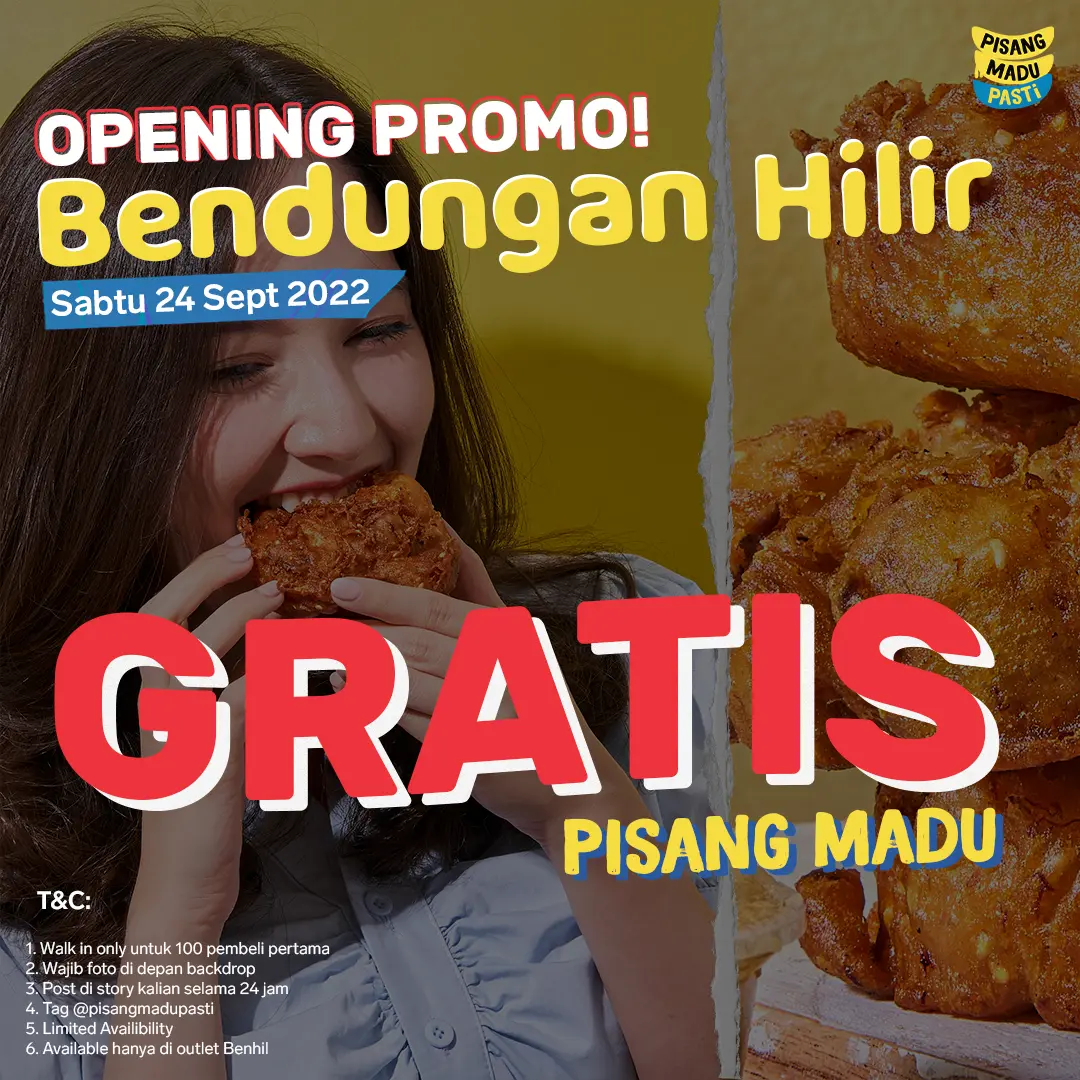 PISANG
MADU
PASTi
OPENING PROMO!
Bendungan Hilir
Sabtu 24 Sept 2022
GRATIS
PISANG MADU
T&C:
1. Walk in only untuk 100 pembeli pertama
2. Wajib foto di depan backdrop
3. Post di story kalian selama 24 jam
4. Tag @pisangmadupasti
5. Limited Availibility
6. Available hanya di outlet Benhil